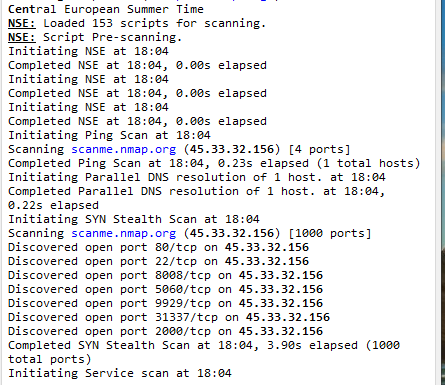 Central European Summer Time
NSE: Loaded 153 scripts for scanning.
NSE: Script Pre-scanning.
Initiating NSE at 18:04
Completed NSE at 18:04, 0.00s elapsed
Initiating NSE at 18:04
Completed NSE at 18:04, 0.00s elapsed
Initiating NSE at 18:04
Completed NSE at 18:04, 0.00s elapsed
Initiating Ping Scan at 18:04
Scanning scanme.nmap.org (45.33.32.156) [4 ports]
Completed Ping Scan at 18:04, 0.23s elapsed (1 total hosts)
Initiating Parallel DNS resolution of 1 host. at 18:04
Completed Parallel DNS resolution of 1 host. at 18:04,
0.22s elapsed
Initiating SYN Stealth Scan at 18:04
Scanning scanme.nmap.org (45.33.32.156) [1000 ports]
Discovered open port 80/tcp on 45.33.32.156
Discovered open port 22/tcp on 45.33.32.156
Discovered open port 8008/tcp on 45.33.32.156
Discovered open port 5060/tcp on 45.33.32.156
Discovered open port 9929/tcp on 45.33.32.156
Discovered open port 31337/tcp on 45.33.32.156
Discovered open port 2000/tcp on 45.33.32.156
Completed SYN Stealth Scan at 18:04, 3.90s elapsed (1000
total ports)
Initiating Service scan at 18:04